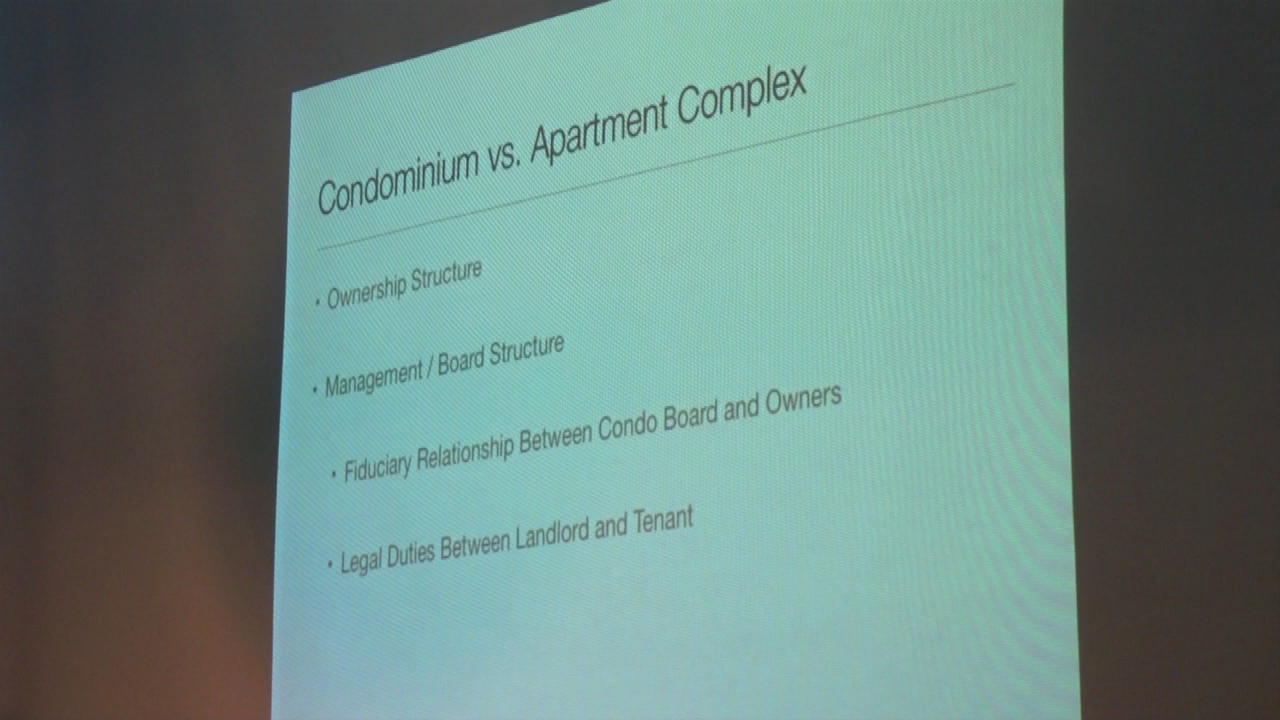 Condominium vs. Apartment Complex
• Ownership Structure
• Management / Board Structure
• Fiduciary Relationship Between Condo Board and Owners
• Legal Duties Between Landlord and Tenant